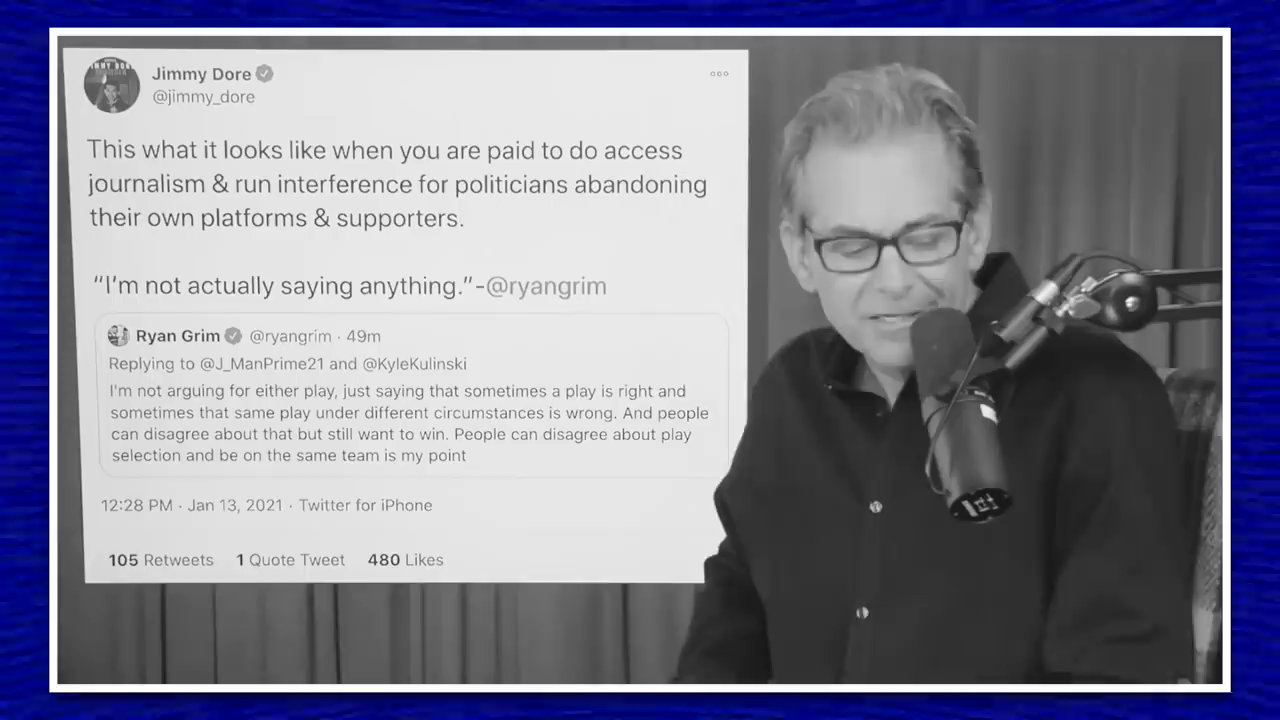 Jimmy Dore
@jimmy_dore
This what it looks like when you are paid to do access
journalism & run interference for politicians abandoning
their own platforms & supporters.
“I’m not actually saying anything.”-@ryangrim
Ryan Grim @ryangrim · 49m
Replying to @J_ManPrime21 and @KyleKulinski
I'm not arguing for either play, just saying that sometimes a play is right and
sometimes that same play under different circumstances is wrong. And people
can disagree about that but still want to win. People can disagree about play
selection and be on the same team is my point
12:28 PM · Jan 13, 2021 · Twitter for iPhone
105 Retweets 1 Quote Tweet 480 Likes